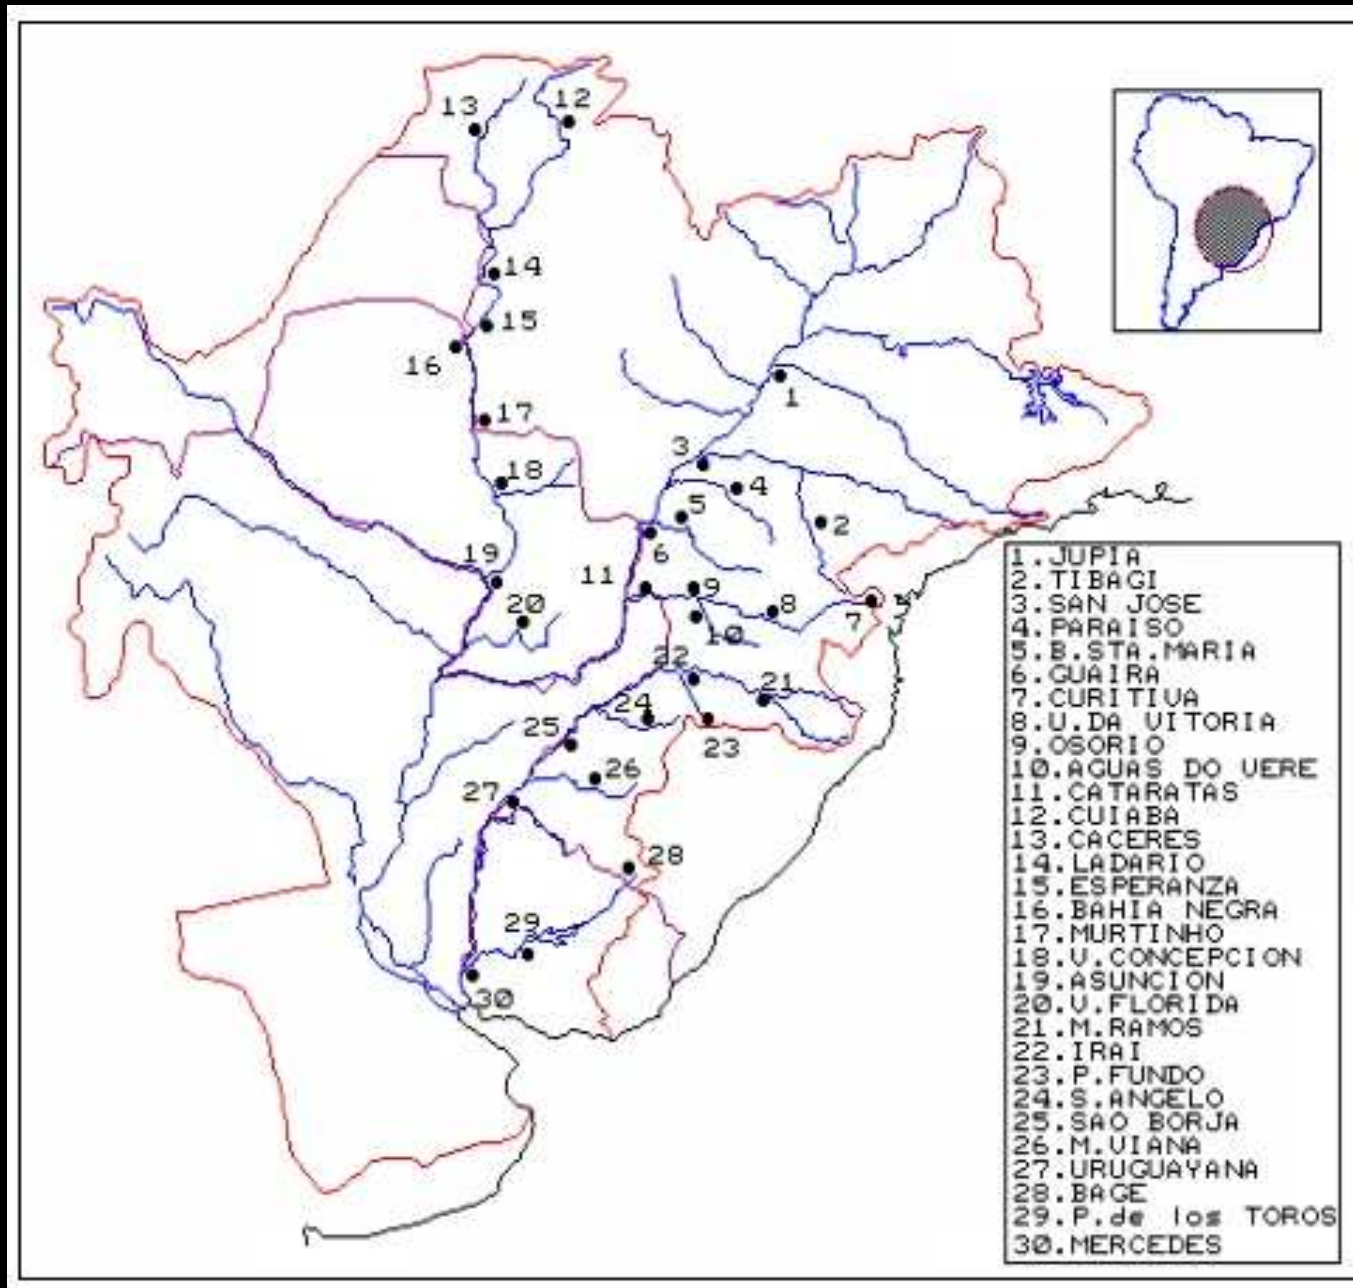 13
12
14
15
16
1
17
3
18
4
5
2
6
19
11
9
20
8
7
10
22
21
24
25
23
26
27
28
29
30
1.JUPIA
2.TIBAGI
3.SAN JOSE
4.PARAISO
5.B.STA.MARIA
6.GUAIRA
7.CURITIVA
8.U.DA VITORIA
9.OSORIO
10.AGUAS DO VERE
11.CATARATAS
12.CUIABA
13.CACERES
14.LADARIO
15.ESPERANZA
16.BAHIA NEGRA
17.MURTINHO
18.V.CONCEPCION
19.ASUNCION
20.V.FLORIDA
21.M.RAMOS
22.IRAI
23.P.FUNDO
24.S.ANGELO
25.SAO BORJA
26.M.VIANA
27.URUGUAYANA
28.BAGE
29.P.de los TOROS
30.MERCEDES